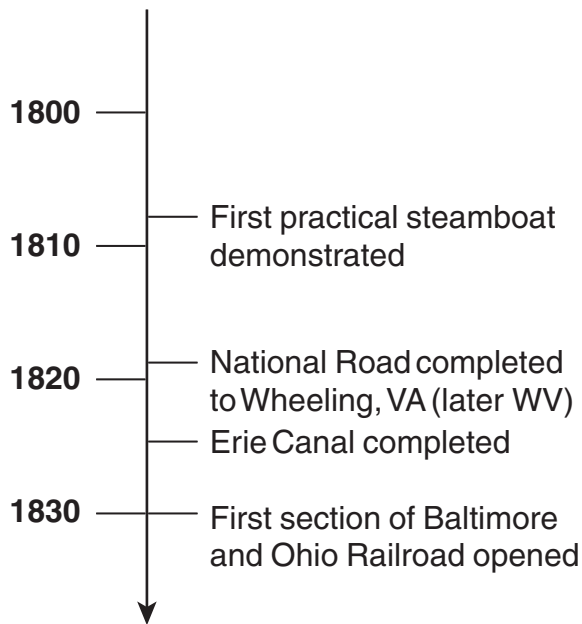 1800
First practical steamboat
1810
demonstrated
National Road completed
1820
to Wheeling, VA (later WV)
Erie Canal completed
1830
First section of Baltimore
and Ohio Railroad opened